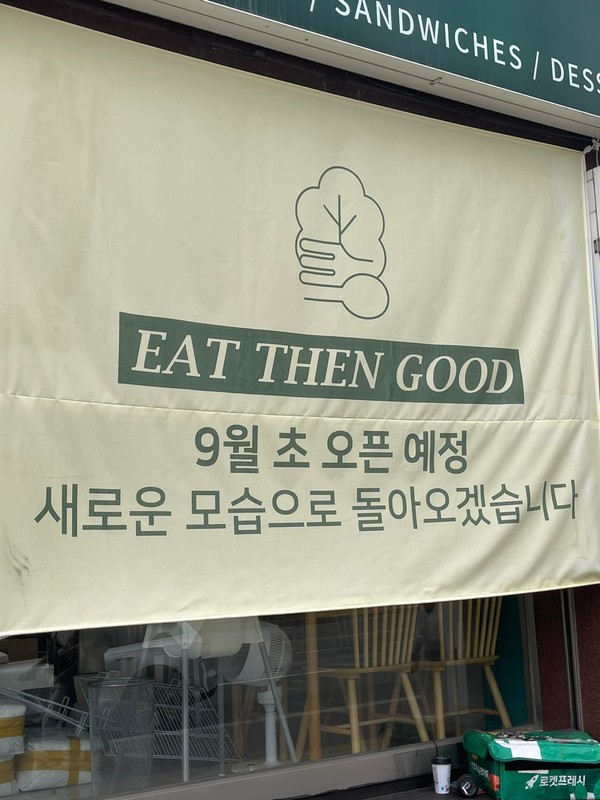 / SANDWICHES / DESS
EAT THEN GOOD
9월 초 오픈 예정
새로운 모습으로 돌아오겠습니다
로켓프레시